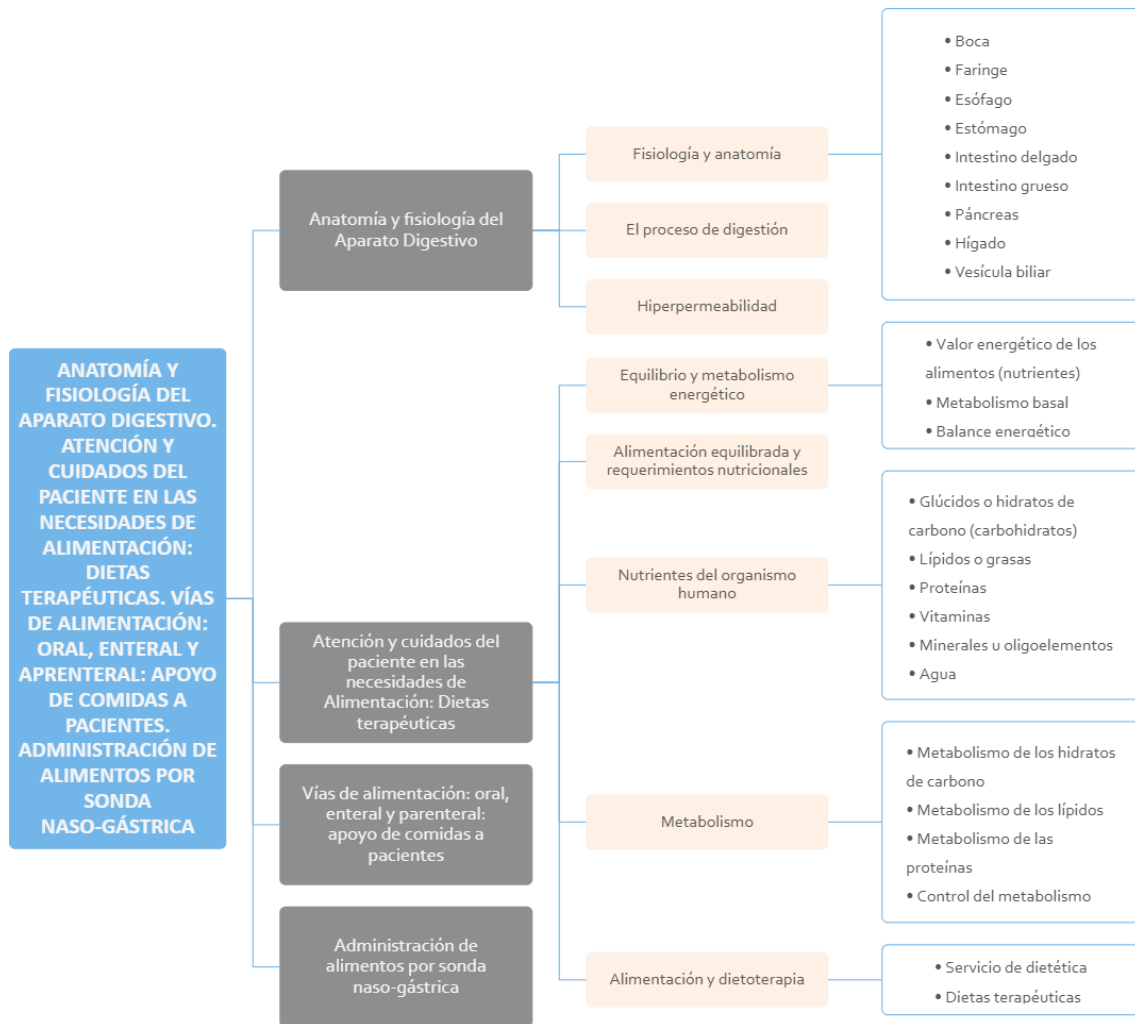 ANATOMÍA Y
FISIOLOGÍA DEL
APARATO DIGESTIVO.
ATENCIÓN Y
CUIDADOS DEL
PACIENTE EN LAS
NECESIDADES DE
ALIMENTACIÓN:
DIETAS
TERAPÉUTICAS. VÍAS
DE ALIMENTACIÓN:
ORAL, ENTERAL Y
APRENTERAL: APOYO
DE COMIDAS A
PACIENTES.
ADMINISTRACIÓN DE
ALIMENTOS POR
SONDA
NASO-GÁSTRICA
Anatomía y fisiología del
Aparato Digestivo
Fisiología y anatomía
• Boca
• Faringe
• Esófago
• Estómago
• Intestino delgado
• Intestino grueso
• Páncreas
• Hígado
• Vesícula biliar
El proceso de digestión
Hiperpermeabilidad
Atención y cuidados del
paciente en las
necesidades de
Alimentación: Dietas
terapéuticas
Equilibrio y metabolismo
energético
• Valor energético de los
alimentos (nutrientes)
• Metabolismo basal
• Balance energético
Alimentación equilibrada y
requerimientos nutricionales
Nutrientes del organismo
humano
• Glúcidos o hidratos de
carbono (carbohidratos)
• Lípidos o grasas
• Proteínas
• Vitaminas
• Minerales u oligoelementos
• Agua
Metabolismo
• Metabolismo de los hidratos
de carbono
• Metabolismo de los lípidos
• Metabolismo de las
proteínas
• Control del metabolismo
Alimentación y dietoterapia
• Servicio de dietética
• Dietas terapéuticas
Vías de alimentación: oral,
enteral y parenteral:
apoyo de comidas a
pacientes
Administración de
alimentos por sonda
naso-gástrica